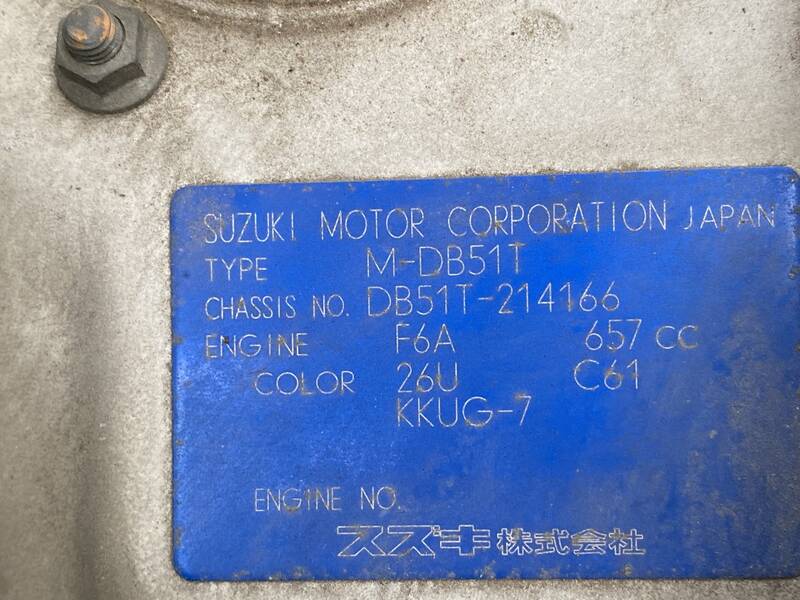 SUZUKI MOTOR CORPORATION JAPAN
TYPE M-DB51T
CHASSIS NO. DB51T-214166
ENGINE F6A 657 CC
COLOR 26U C61
KKUG-7
ENGINE NO.
スズキ株式会社